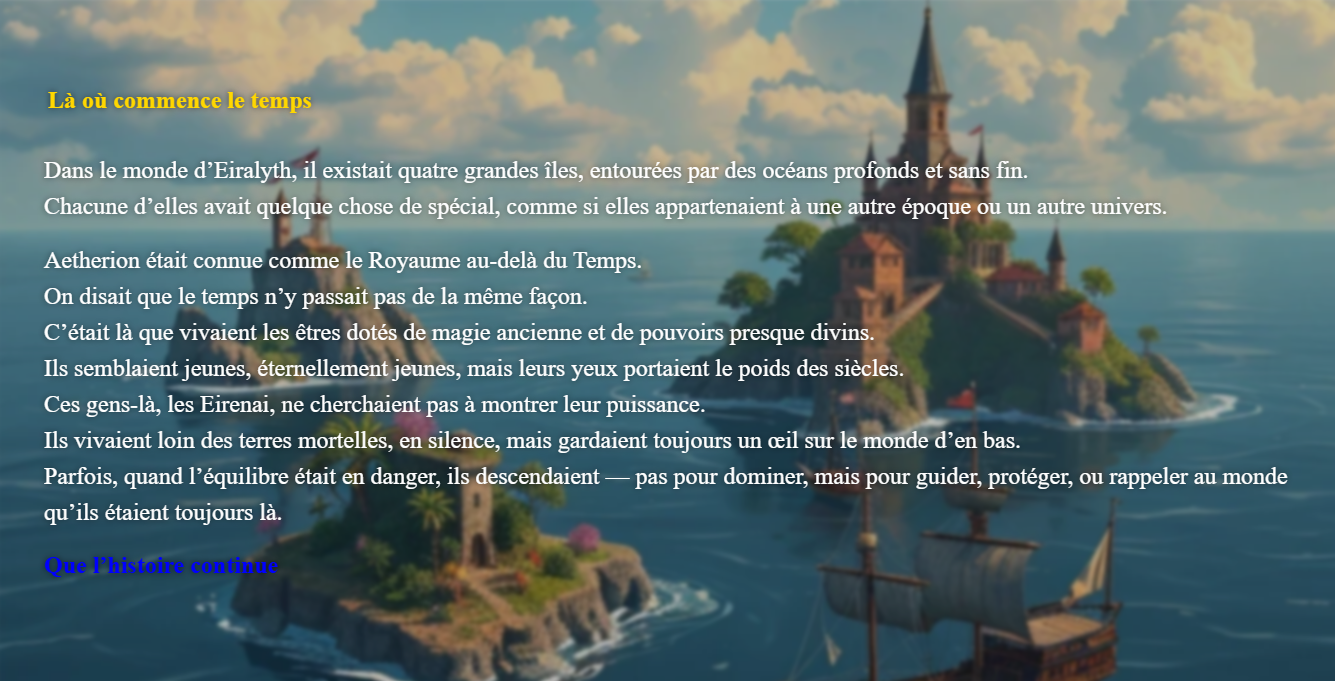 Là où commence le temps
Dans le monde d’Eiralyth, il existait quatre grandes îles, entourées par des océans profonds et sans fin.
Chacune d’elles avait quelque chose de spécial, comme si elles appartenaient à une autre époque ou un autre univers.
Aetherion était connue comme le Royaume au-delà du Temps.
On disait que le temps n’y passait pas de la même façon.
C’était là que vivaient les êtres dotés de magie ancienne et de pouvoirs presque divins.
Ils semblaient jeunes, éternellement jeunes, mais leurs yeux portaient le poids des siècles.
Ces gens-là, les Eirenai, ne cherchaient pas à montrer leur puissance.
Ils vivaient loin des terres mortelles, en silence, mais gardaient toujours un œil sur le monde d’en bas.
Parfois, quand l’équilibre était en danger, ils descendaient — pas pour dominer, mais pour guider, protéger, ou rappeler au monde
qu’ils étaient toujours là.
Que l’histoire continue